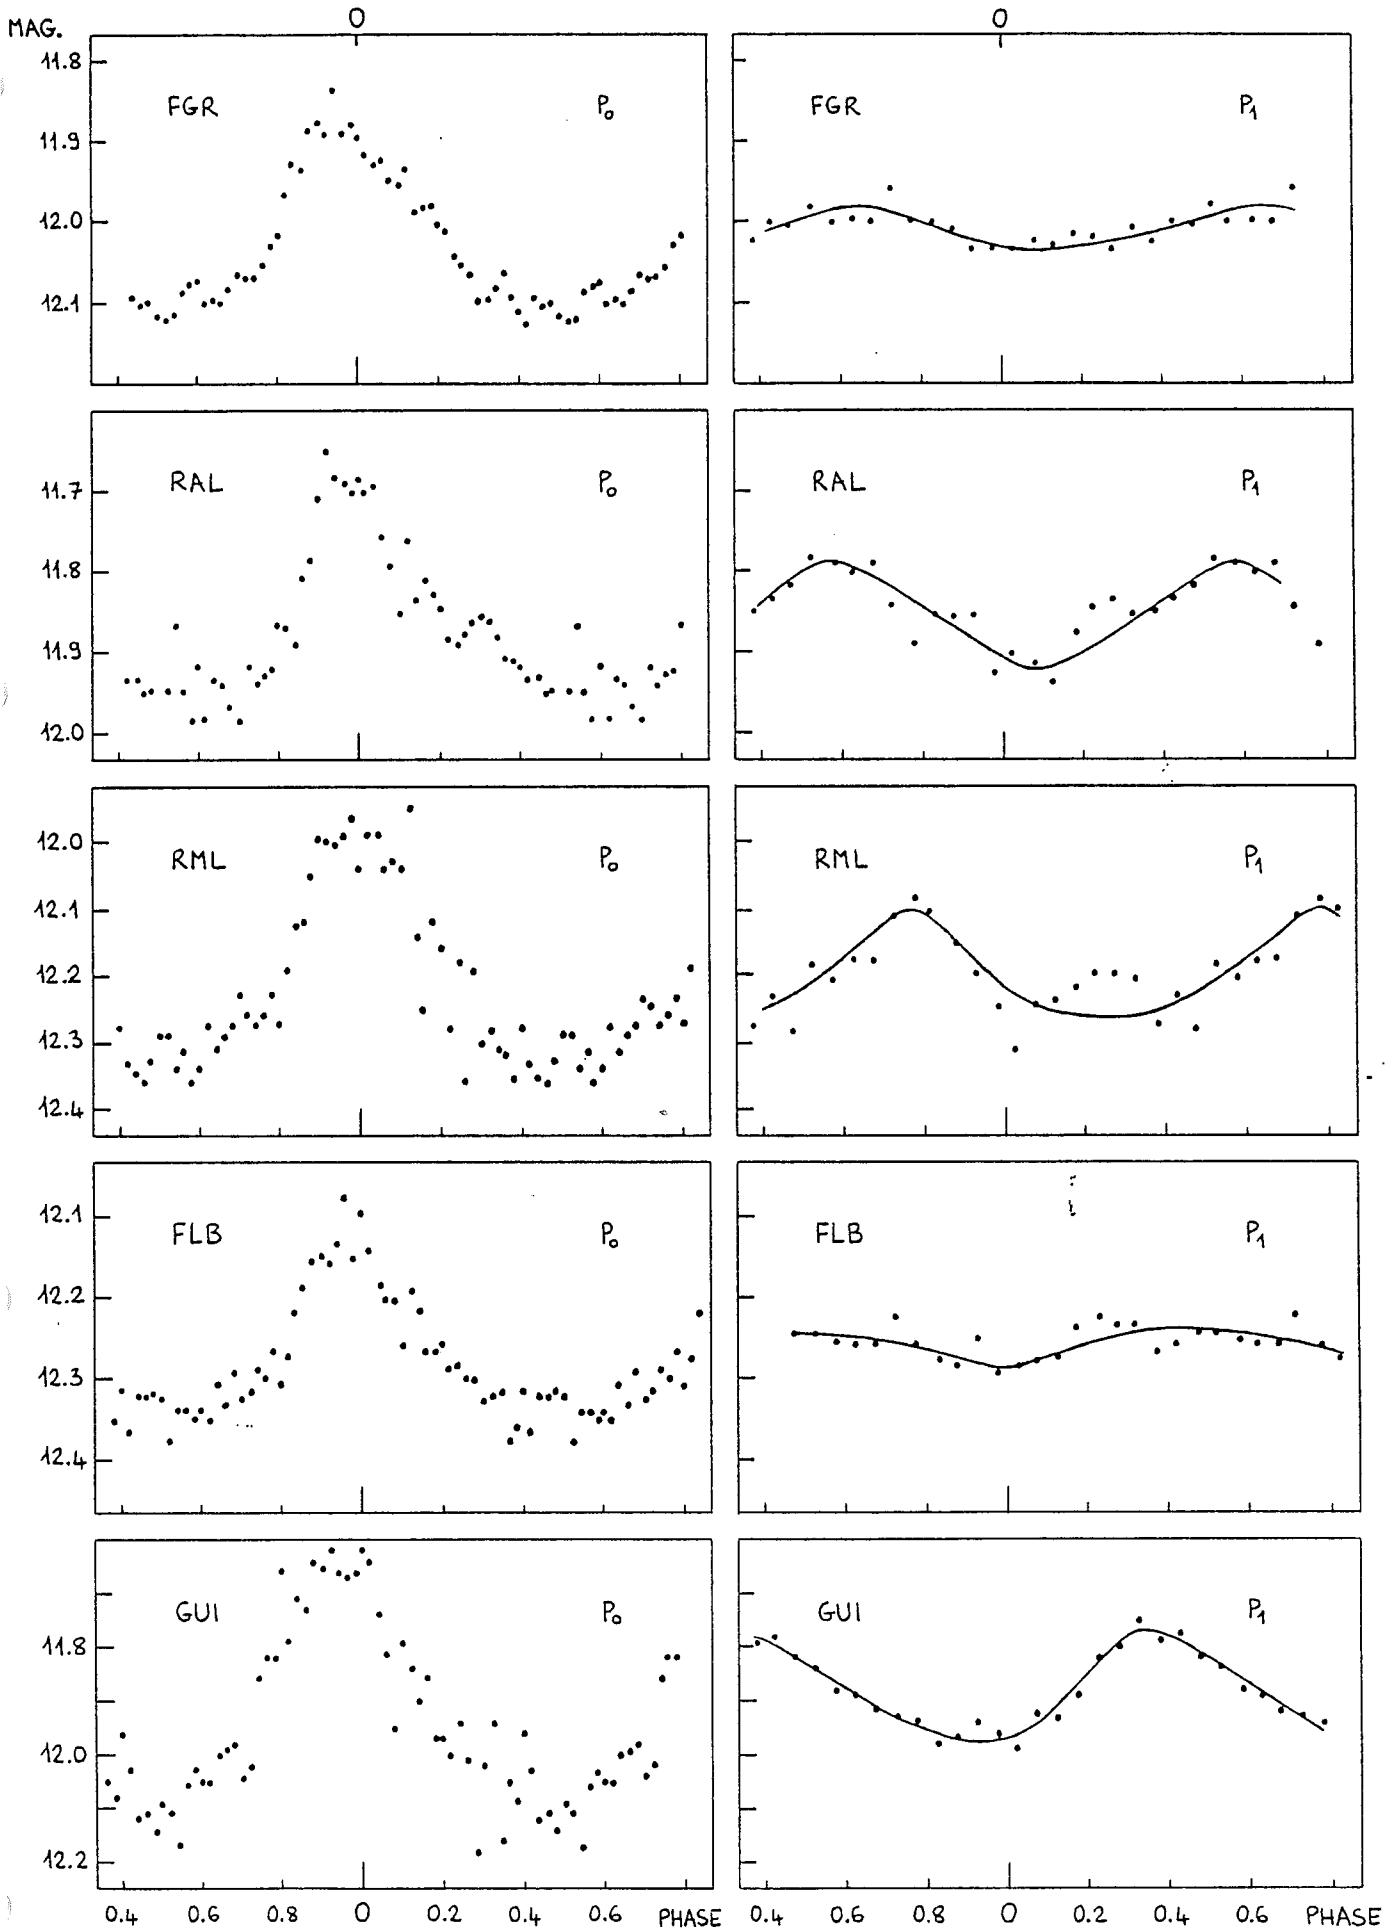 MAG. 0 0
11.8
FGR P₀ FGR P₁
11.9
12.0
12.1
RAL P₀ RAL P₁
11.7
11.8
11.9
12.0
12.0
RML P₀ RML P₁
12.1
12.2
12.3
12.4
12.1
FLB P₀ FLB P₁
12.2
12.3
12.4
GUI P₀ GUI P₁
11.8
12.0
12.2
0.4 0.6 0.8 0 0.2 0.4 0.6 PHASE 0.4 0.6 0.8 0 0.2 0.4 0.6 PHASE